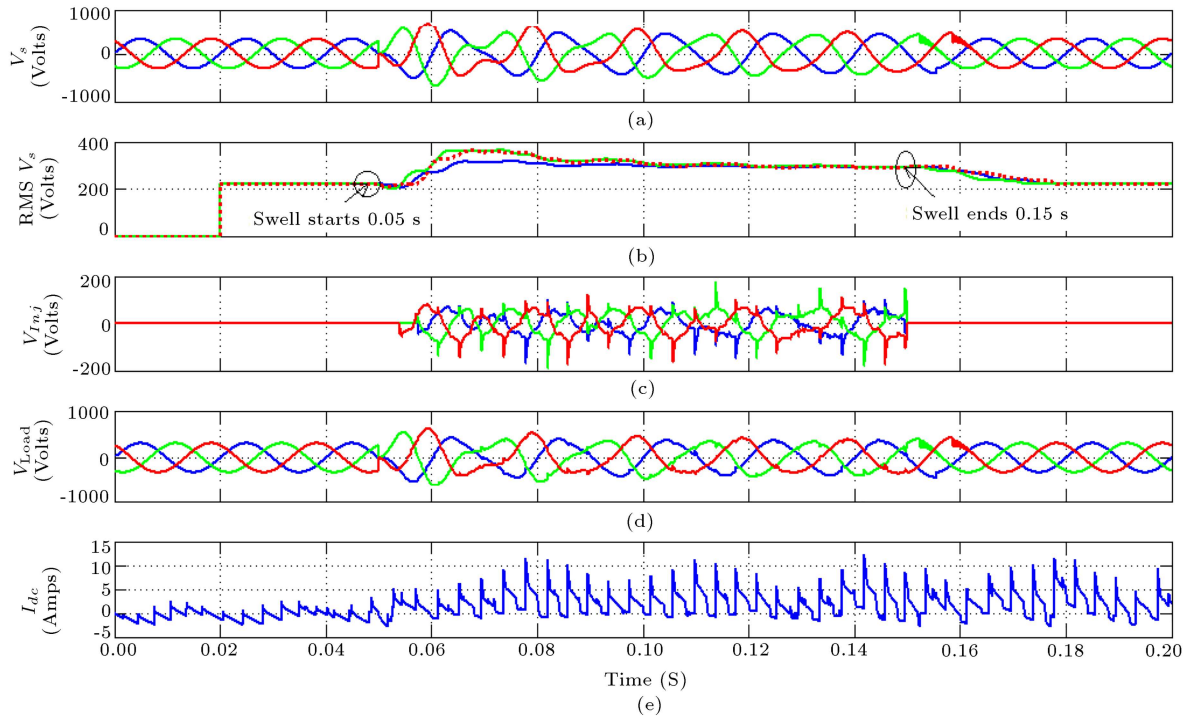 1000
0
-1000
V_s
(Volts)
(a)
400
200
0
RMS V_s
(Volts)
Swell starts 0.05 s
Swell ends 0.15 s
(b)
200
0
-200
V_Inj
(Volts)
(c)
1000
0
-1000
V_Load
(Volts)
(d)
15
10
5
0
-5
I_dc
(Amps)
0.00 0.02 0.04 0.06 0.08 0.10 0.12 0.14 0.16 0.18 0.20
Time (S)
(e)